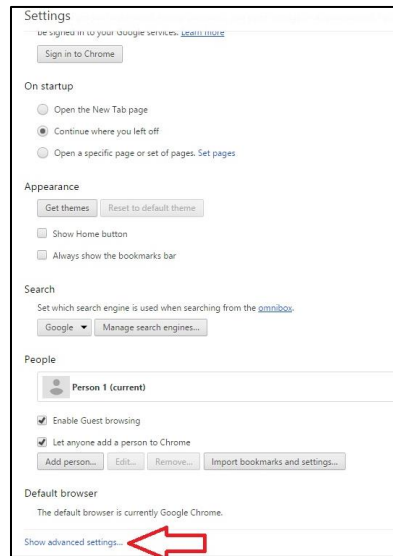 Settings
be signed in to your Google services. Learn more
Sign in to Chrome
On startup
Open the New Tab page
Continue where you left off
Open a specific page or set of pages. Set pages
Appearance
Get themes Reset to default theme
Show Home button
Always show the bookmarks bar
Search
Set which search engine is used when searching from the omnibox.
Google Manage search engines...
People
Person 1 (current)
Enable Guest browsing
Let anyone add a person to Chrome
Add person... Edit... Remove... Import bookmarks and settings...
Default browser
The default browser is currently Google Chrome.
Show advanced settings...